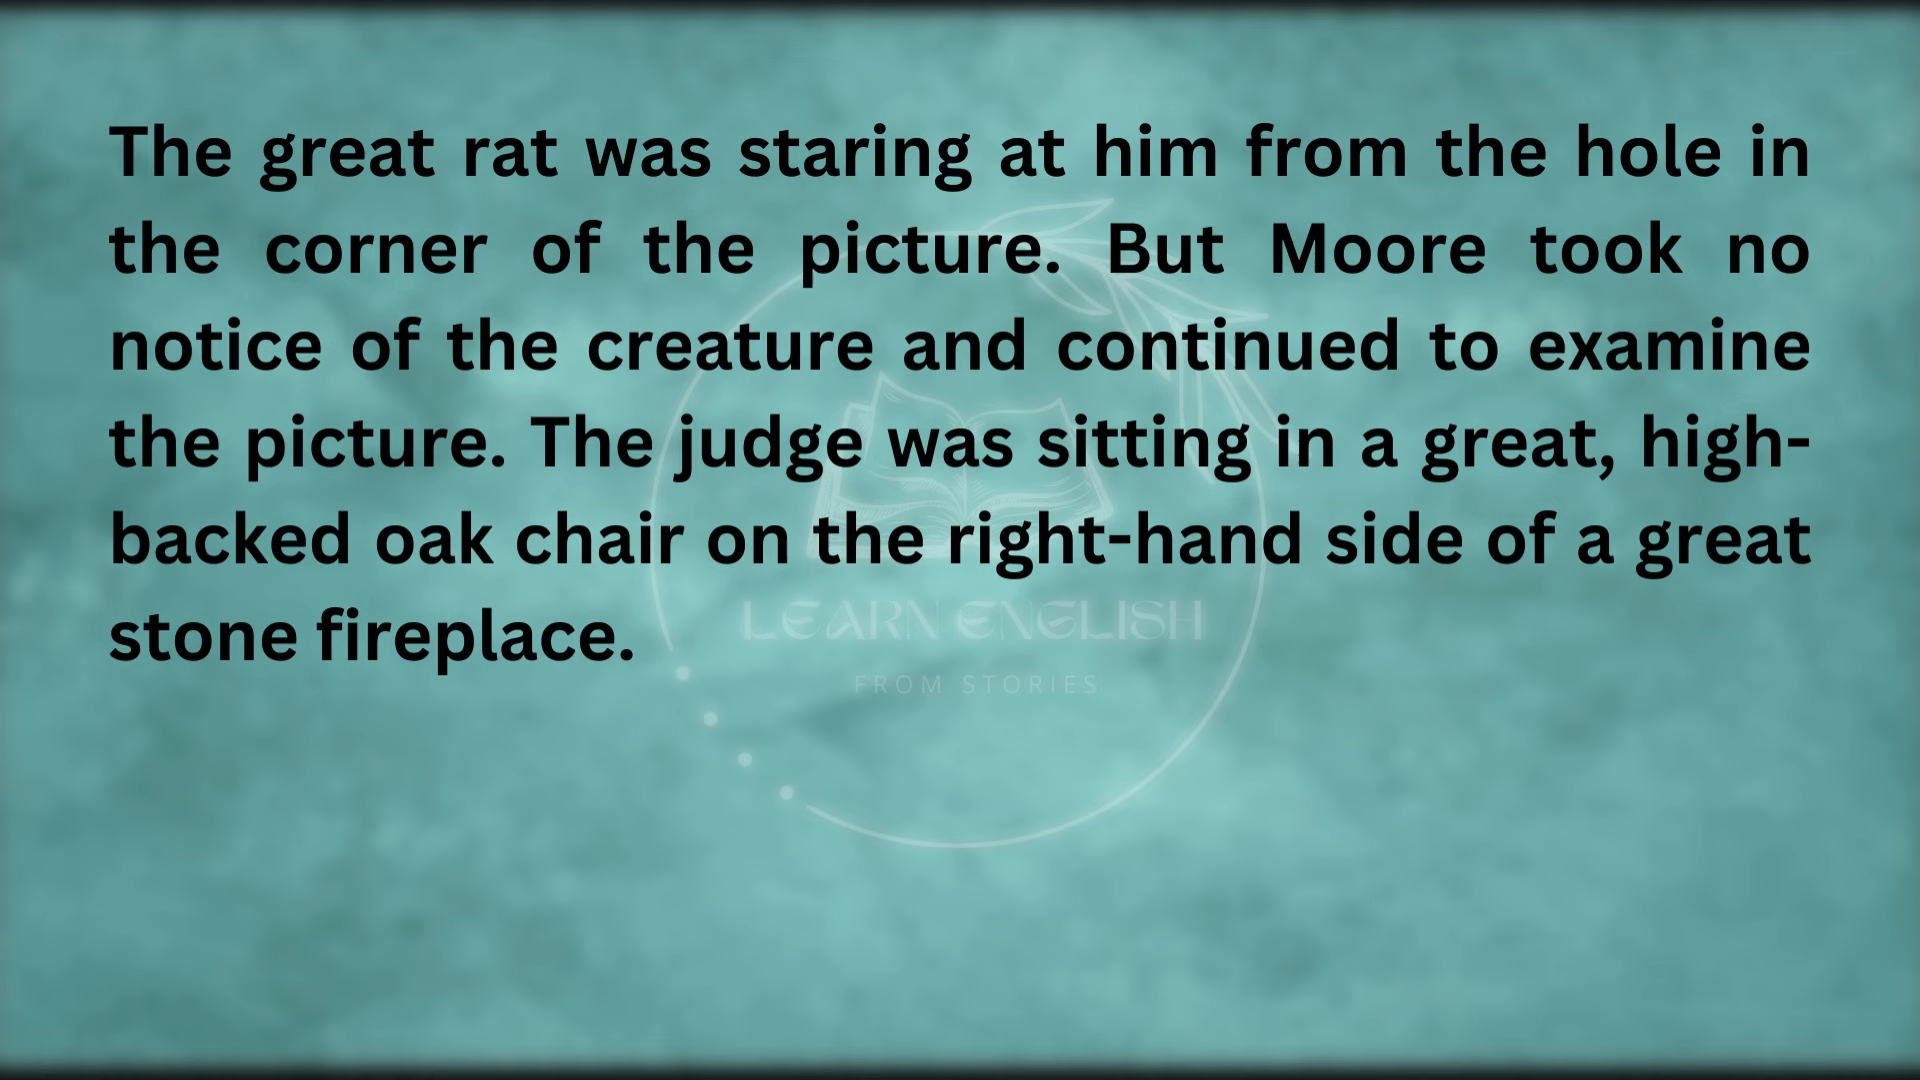 The great rat was staring at him from the hole in
the corner of the picture. But Moore took no
notice of the creature and continued to examine
the picture. The judge was sitting in a great, high-
backed oak chair on the right-hand side of a great
stone fireplace.
LEARN ENGLISH
FROM STORIES